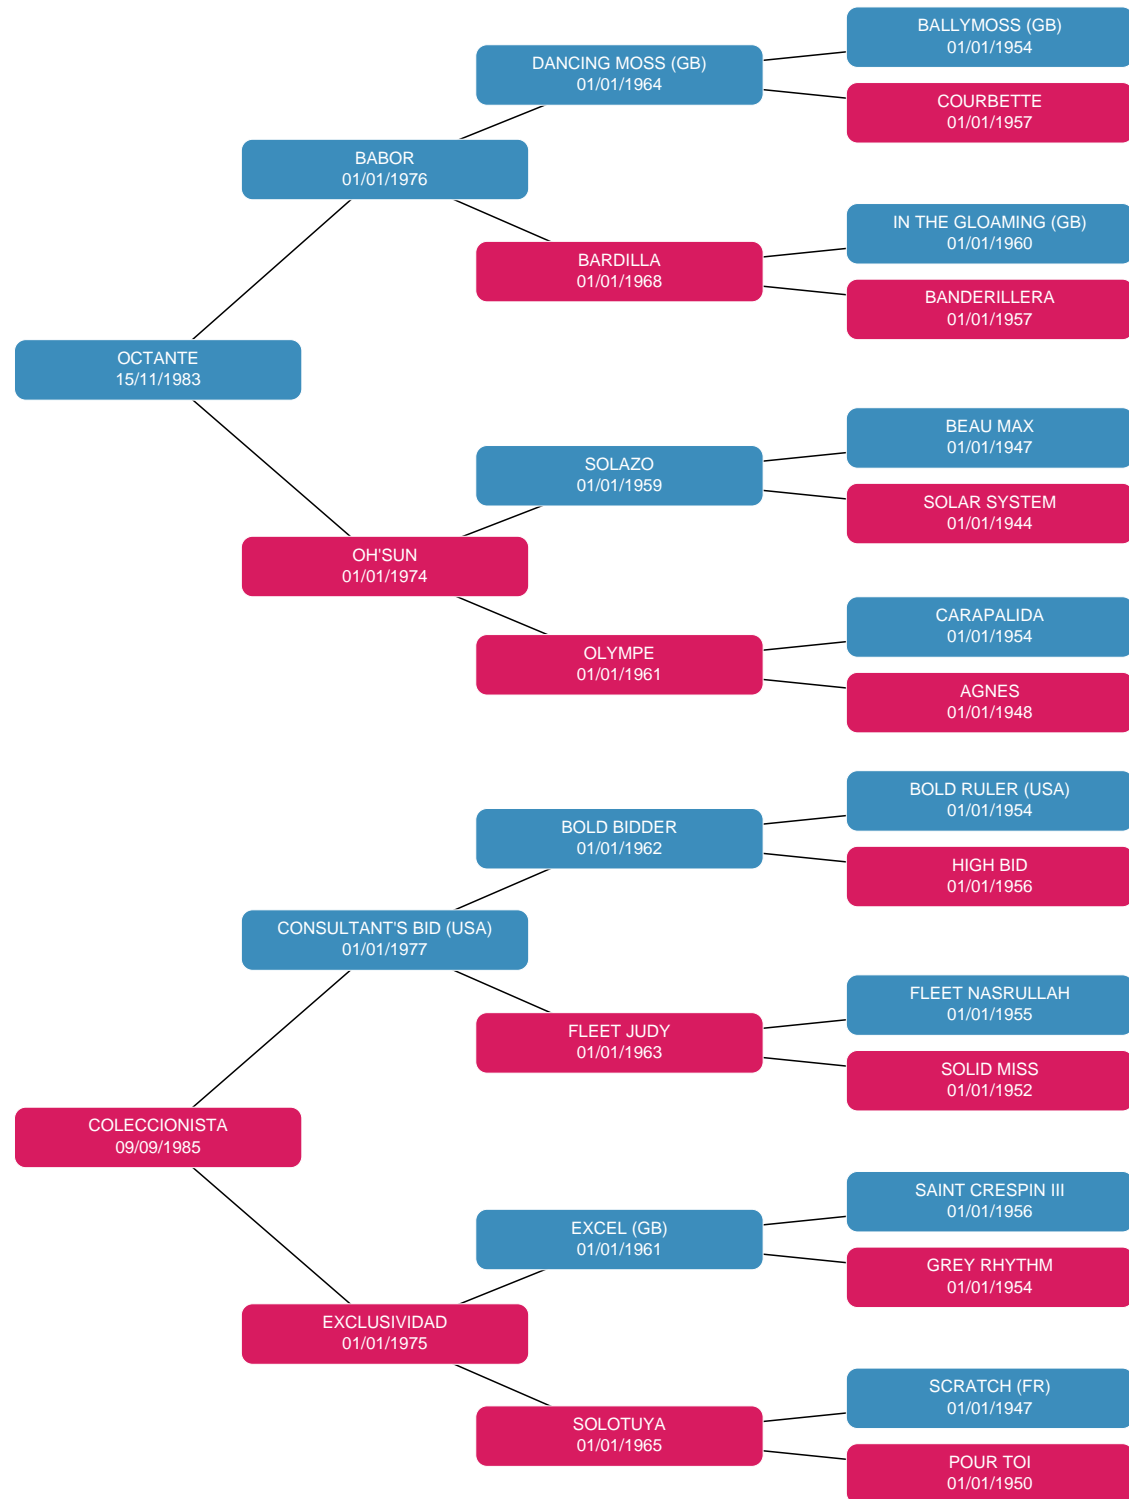 BALLYMOSS (GB)
01/01/1954
DANCING MOSS (GB)
01/01/1964
COURBETTE
01/01/1957
BABOR
01/01/1976
IN THE GLOAMING (GB)
01/01/1960
BARDILLA
01/01/1968
BANDERILLERA
01/01/1957
OCTANTE
15/11/1983
BEAU MAX
01/01/1947
SOLAZO
01/01/1959
SOLAR SYSTEM
01/01/1944
OH'SUN
01/01/1974
CARAPALIDA
01/01/1954
OLYMPE
01/01/1961
AGNES
01/01/1948
BOLD RULER (USA)
01/01/1954
BOLD BIDDER
01/01/1962
HIGH BID
01/01/1956
CONSULTANT'S BID (USA)
01/01/1977
FLEET NASRULLAH
01/01/1955
FLEET JUDY
01/01/1963
SOLID MISS
01/01/1952
COLECCIONISTA
09/09/1985
SAINT CRESPIN III
01/01/1956
EXCEL (GB)
01/01/1961
GREY RHYTHM
01/01/1954
EXCLUSIVIDAD
01/01/1975
SCRATCH (FR)
01/01/1947
SOLOTUYA
01/01/1965
POUR TOI
01/01/1950